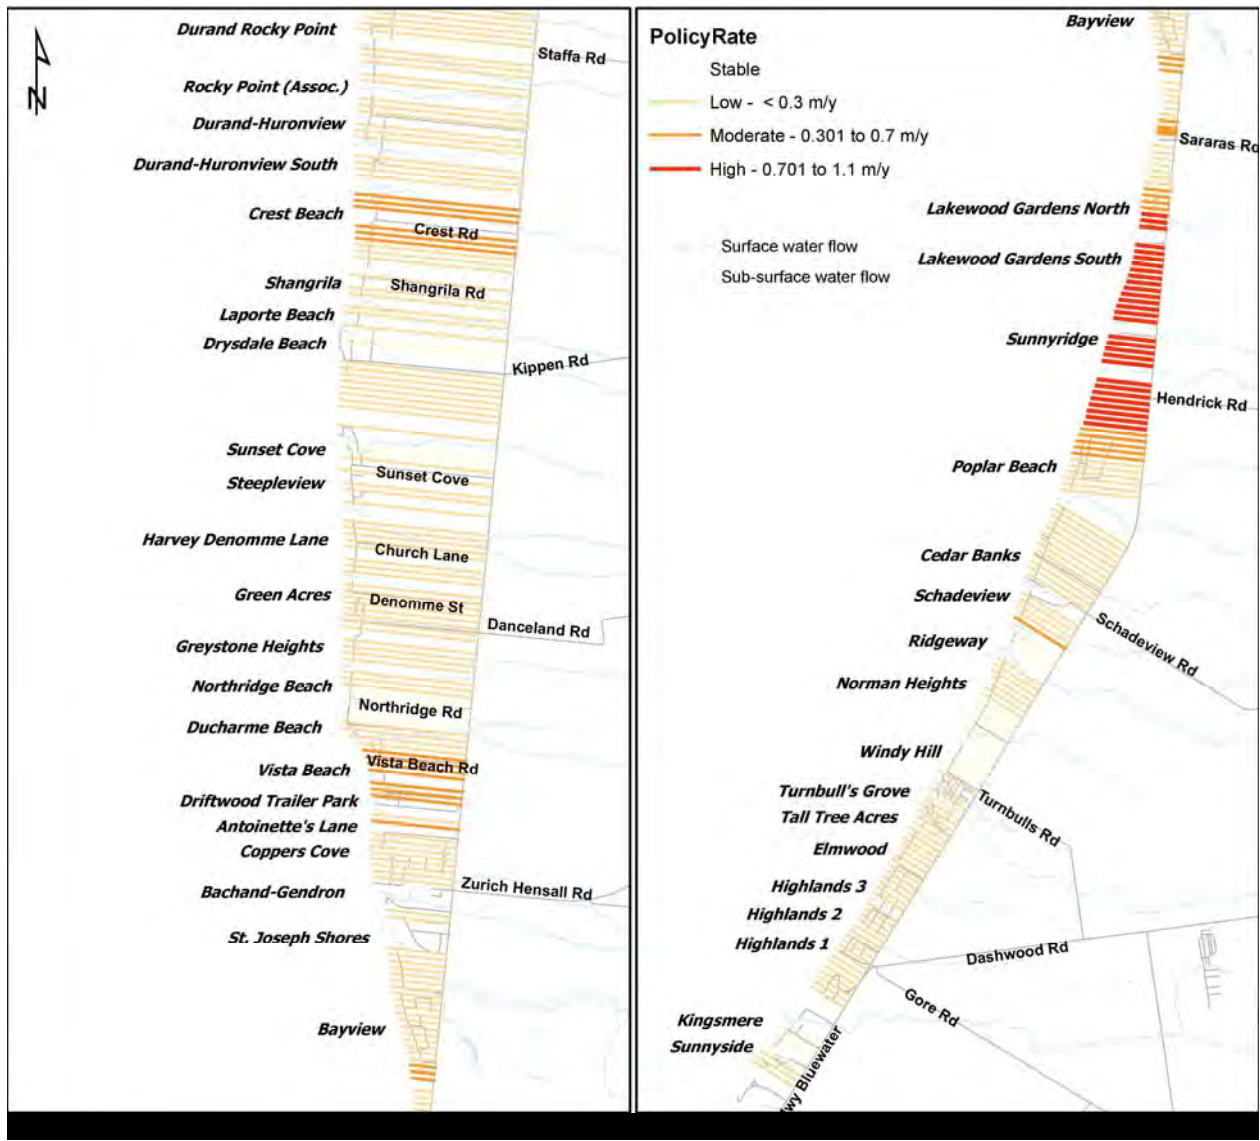 Durand Rocky Point
Staffa Rd
Rocky Point (Assoc.)
Durand-Huronview
Durand-Huronview South
Crest Beach
Crest Rd
Shangrila
Shangrila Rd
Laporte Beach
Drysdale Beach
Kippen Rd
Sunset Cove
Sunset Cove
Steepleview
Harvey Denomme Lane
Church Lane
Green Acres
Denomme St
Danceland Rd
Greystone Heights
Northridge Beach
Northridge Rd
Ducharme Beach
Vista Beach Rd
Vista Beach
Driftwood Trailer Park
Antoinette's Lane
Coppers Cove
Bachand-Gendron
Zurich Hensall Rd
St. Joseph Shores
Bayview
N
Bayview
PolicyRate
Stable
Low - < 0.3 m/y
Moderate - 0.301 to 0.7 m/y
High - 0.701 to 1.1 m/y
Surface water flow
Sub-surface water flow
Sararas Rd
Lakewood Gardens North
Lakewood Gardens South
Sunnyridge
Hendrick Rd
Poplar Beach
Cedar Banks
Schadeview
Schadeview Rd
Ridgeway
Norman Heights
Windy Hill
Turnbull's Grove
Turnbulls Rd
Tall Tree Acres
Elmwood
Highlands 3
Highlands 2
Highlands 1
Dashwood Rd
Gore Rd
Kingsmere
Sunnyside
wy Bluewater